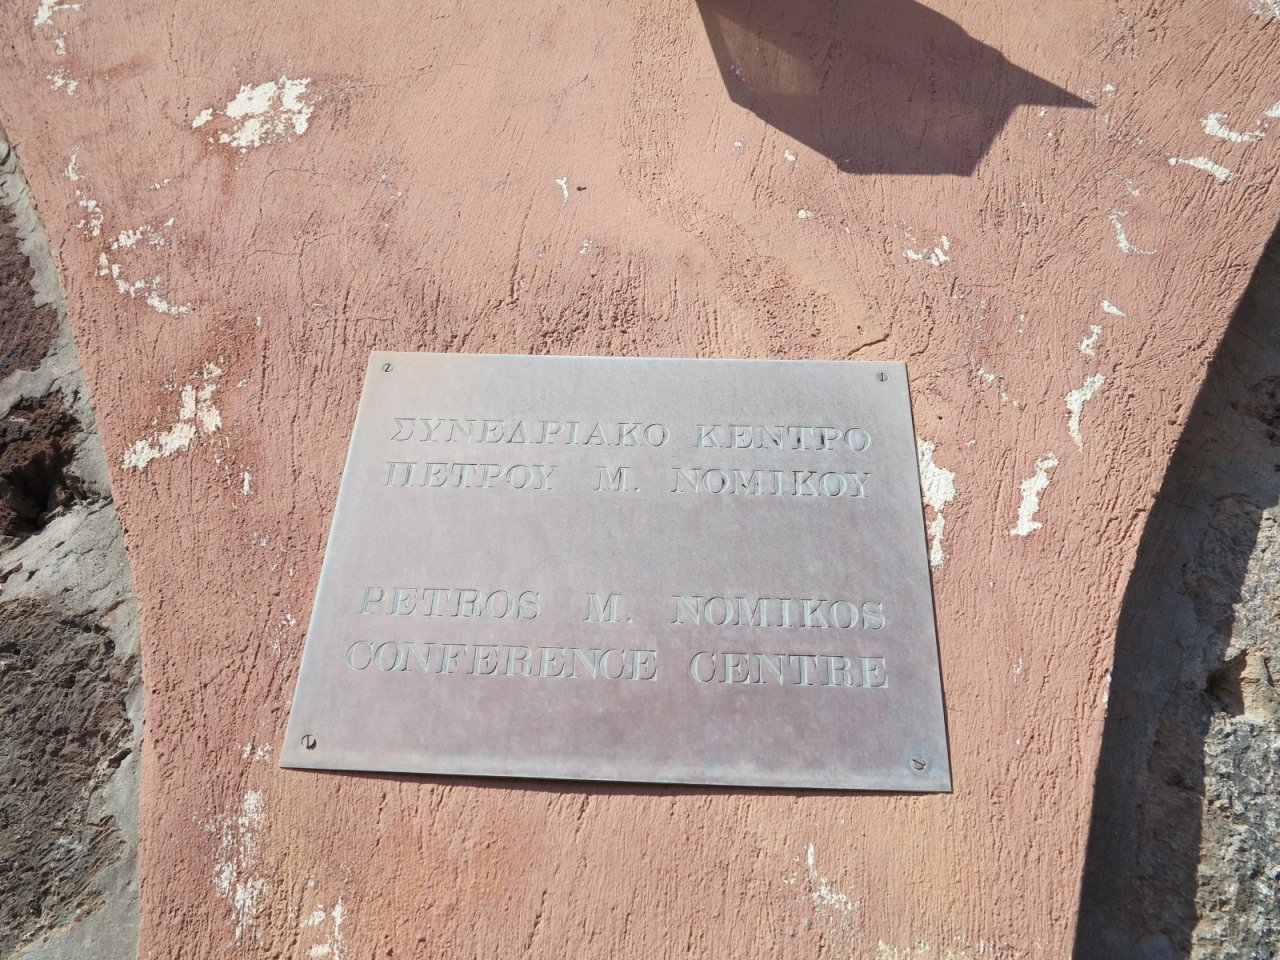 ΣΥΝΕΔΡΙΑΚΟ ΚΕΝΤΡΟ
ΠΕΤΡΟΥ Μ. ΝΟΜΙΚΟΥ
PETROS M. NOMIKOS
CONFERENCE CENTRE